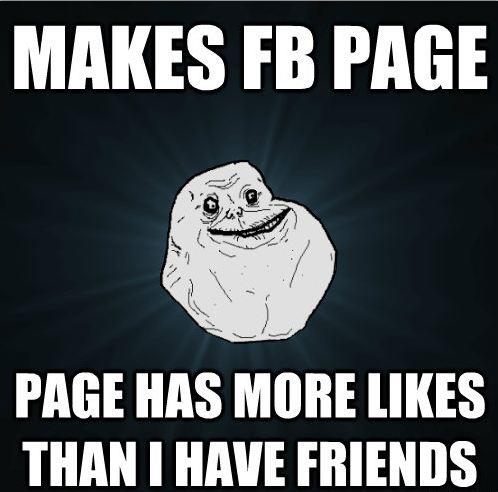 MAKES FB PAGE
PAGE HAS MORE LIKES
THAN I HAVE FRIENDS